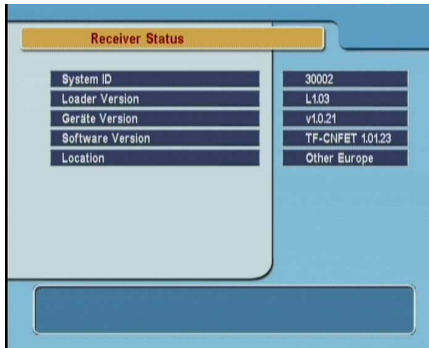 Receiver Status
System ID 30002
Loader Version L1.03
Geräte Version v1.0.21
Software Version TF-CNFET 1.01.23
Location Other Europe